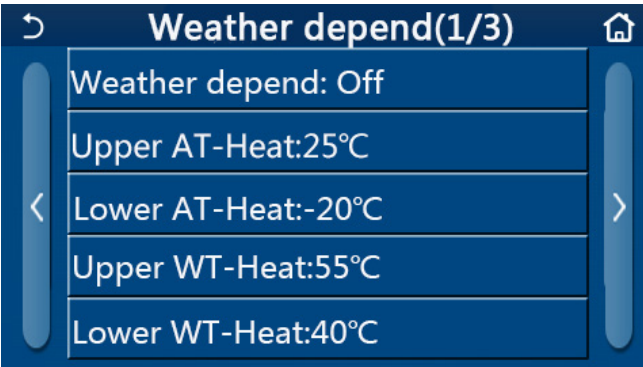 Weather depend(1/3)
Weather depend: Off
Upper AT-Heat:25℃
Lower AT-Heat:-20℃
Upper WT-Heat:55℃
Lower WT-Heat:40℃